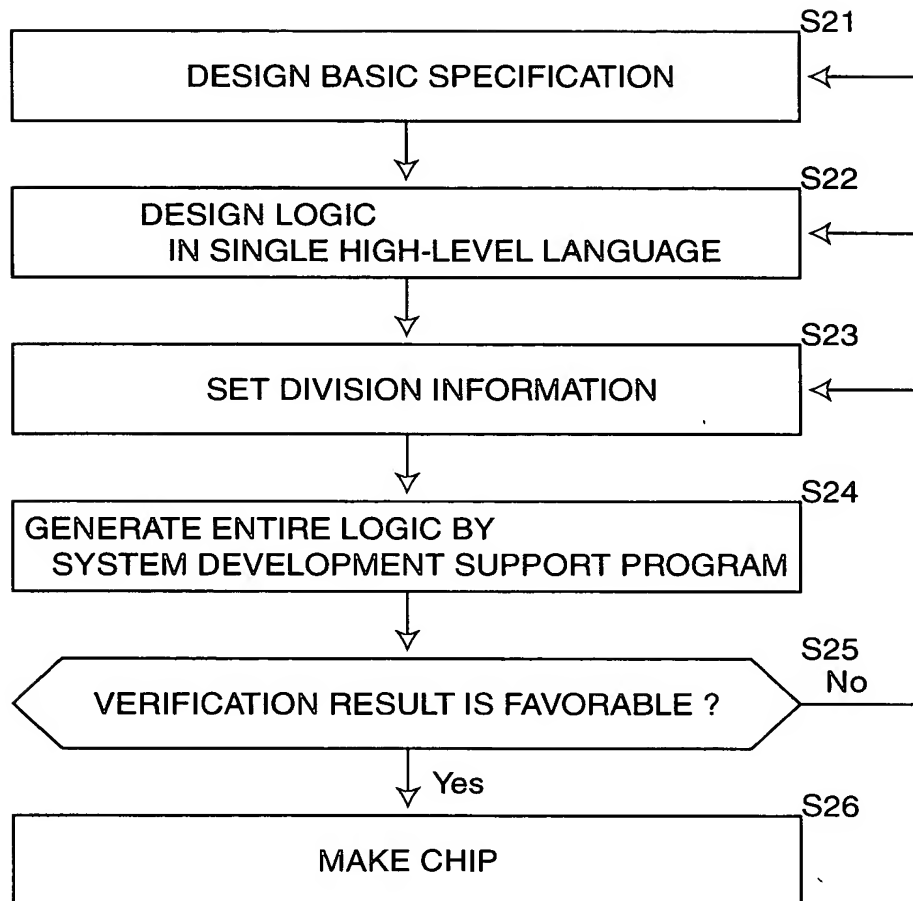 S21
DESIGN BASIC SPECIFICATION
S22
DESIGN LOGIC
IN SINGLE HIGH-LEVEL LANGUAGE
S23
SET DIVISION INFORMATION
S24
GENERATE ENTIRE LOGIC BY
SYSTEM DEVELOPMENT SUPPORT PROGRAM
S25
No
VERIFICATION RESULT IS FAVORABLE ?
Yes
S26
MAKE CHIP